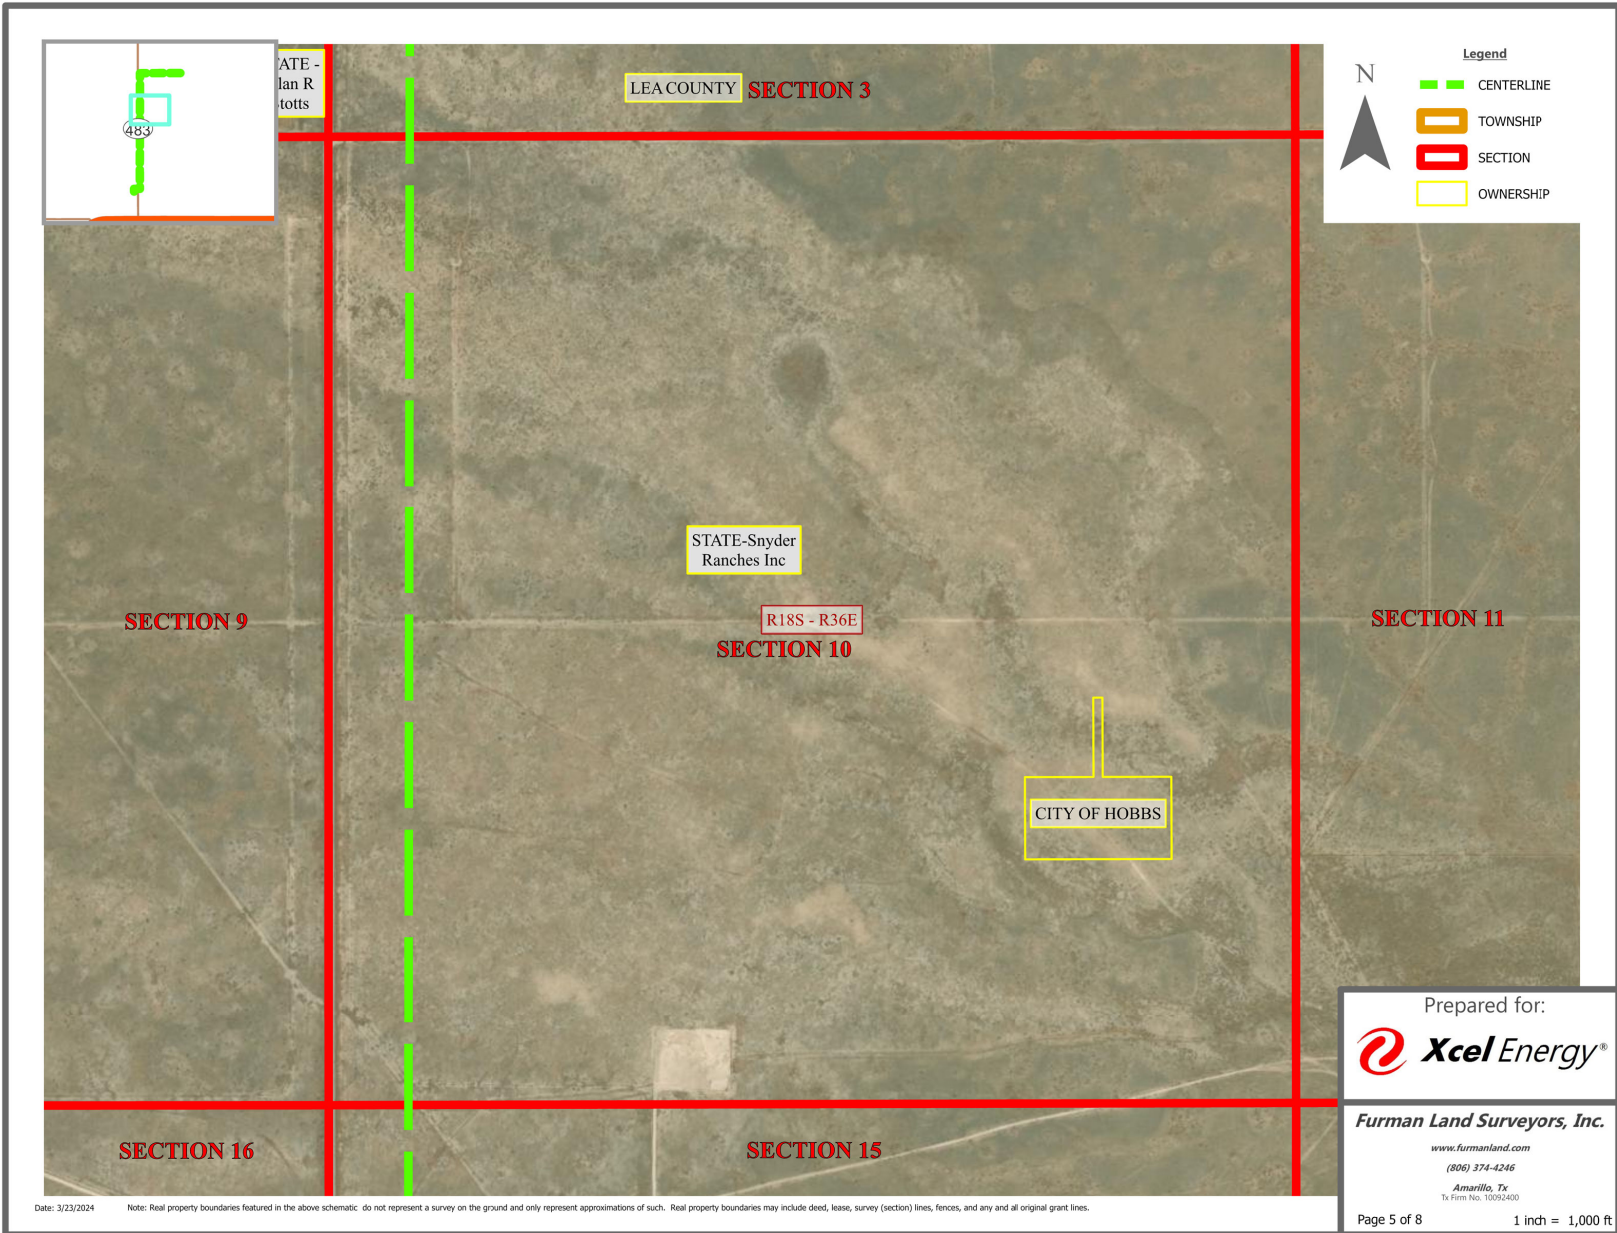 ATE -
lan R
totts
483
LEA COUNTY
SECTION 3
N
Legend
CENTERLINE
TOWNSHIP
SECTION
OWNERSHIP
STATE-Snyder
Ranches Inc
R18S - R36E
SECTION 9
SECTION 10
SECTION 11
CITY OF HOBBS
SECTION 16
SECTION 15
Prepared for:
Xcel Energy®
Furman Land Surveyors, Inc.
www.furmanland.com
(806) 374-4246
Amarillo, Tx
Tx Firm No. 10092400
Page 5 of 8
1 inch = 1,000 ft
Date: 3/23/2024
Note: Real property boundaries featured in the above schematic do not represent a survey on the ground and only represent approximations of such. Real property boundaries may include deed, lease, survey (section) lines, fences, and any and all original grant lines.